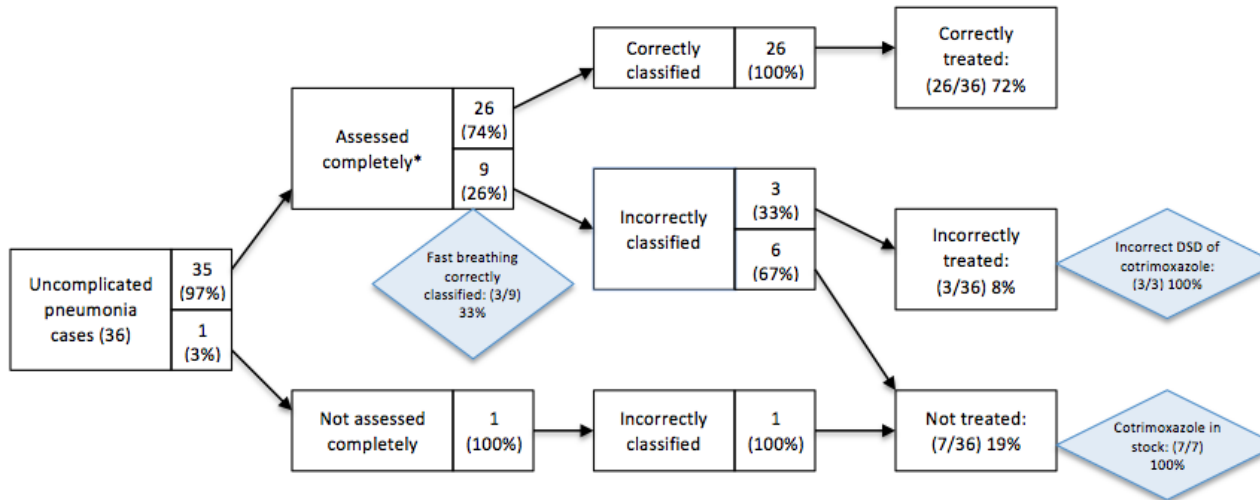 Uncomplicated
pneumonia
cases (36)
35
(97%)
1
(3%)
Assessed
completely*
26
(74%)
9
(26%)
Fast breathing
correctly
classified: (3/9)
33%
Not assessed
completely
1
(100%)
Correctly
classified
26
(100%)
Incorrectly
classified
3
(33%)
6
(67%)
Incorrectly
classified
1
(100%)
Correctly
treated:
(26/36) 72%
Incorrectly
treated:
(3/36) 8%
Incorrect DSD of
cotrimoxazole:
(3/3) 100%
Not treated:
(7/36) 19%
Cotrimoxazole in
stock: (7/7)
100%